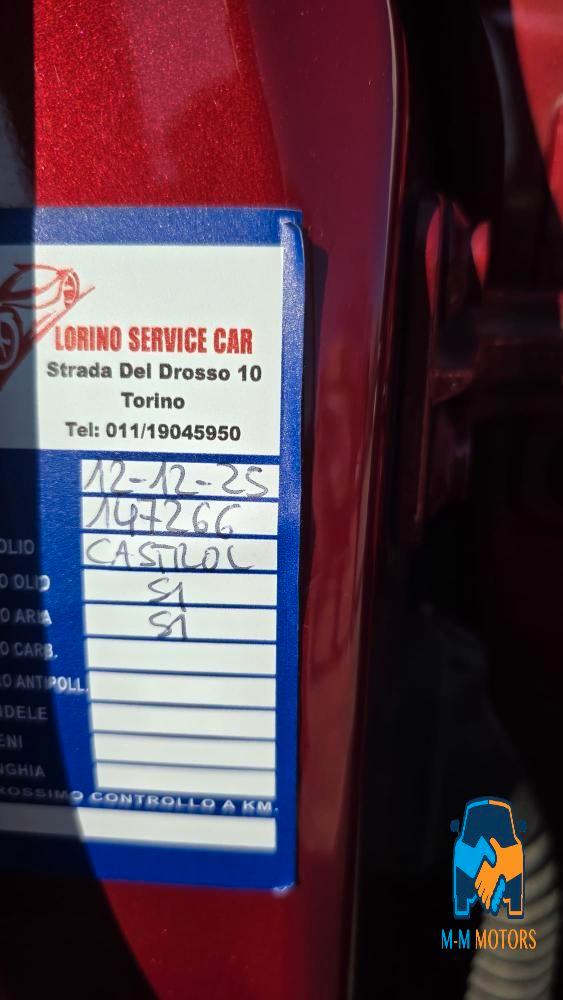 LORINO SERVICE CAR
Strada Del Drosso 10
Torino
Tel: 011/19045950
12-12-25
147266
OLIO CASTROL
O OLIO SI
O ARIA SI
O CARB.
RO ANTIPOLL.
NDELE
ENI
NGHIA
ROSSIMO CONTROLLO A KM.
M-M MOTORS